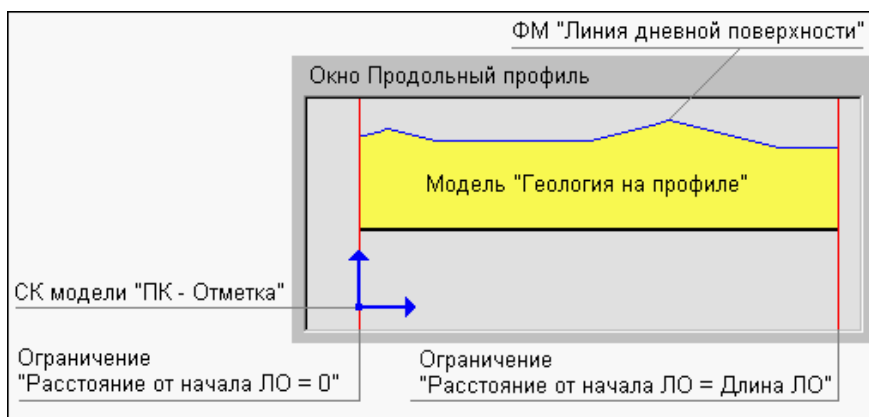 ФМ "Линия дневной поверхности"
Окно Продольный профиль
Модель "Геология на профиле"
СК модели "ПК - Отметка"
Ограничение
"Расстояние от начала ЛО = 0"
Ограничение
"Расстояние от начала ЛО = Длина ЛО"